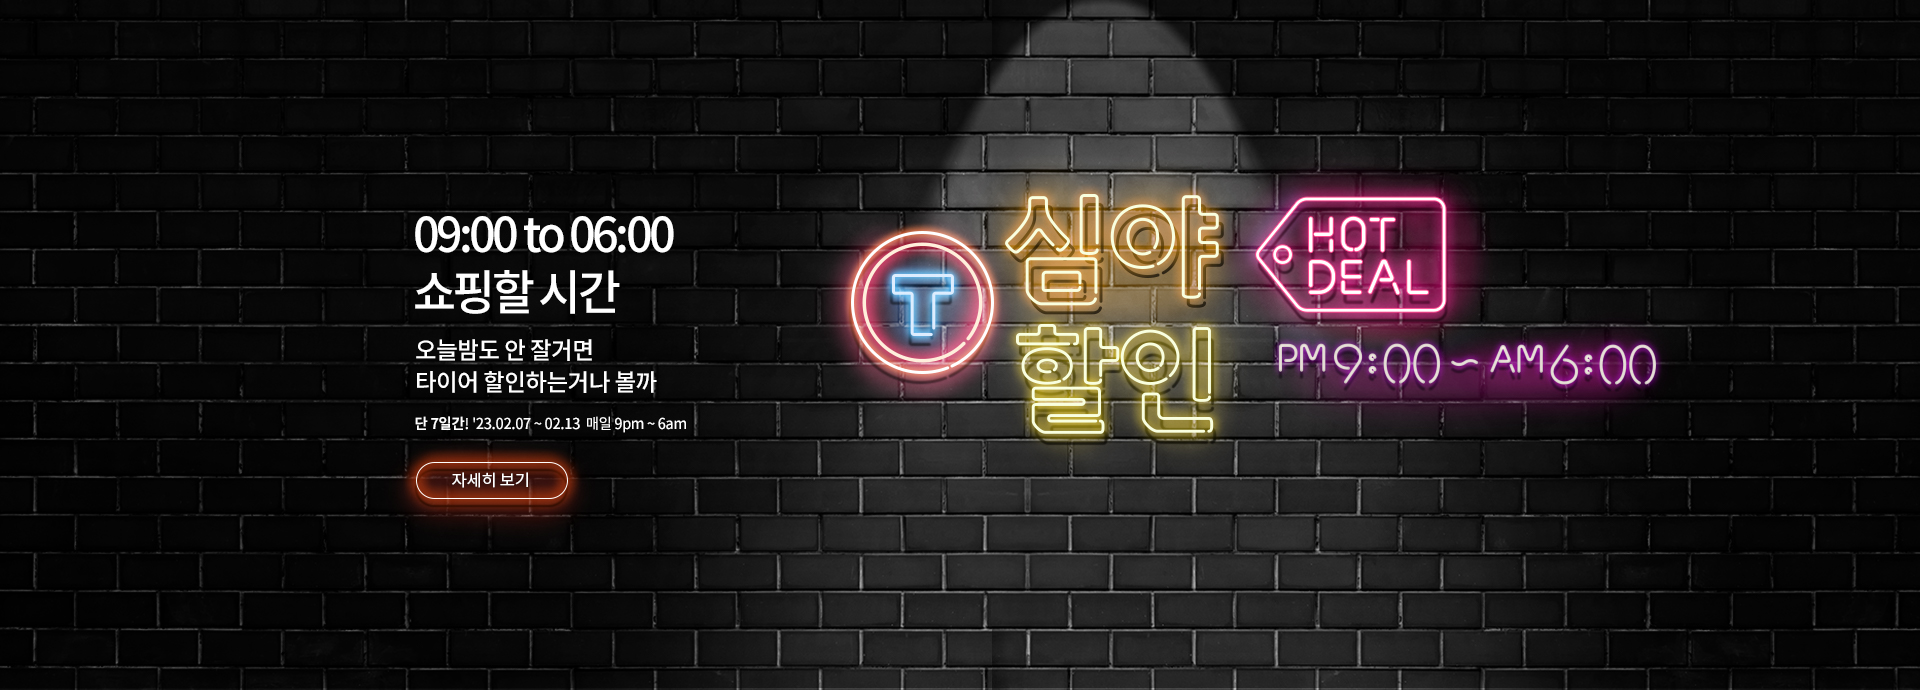 09:00 to 06:00
쇼핑할 시간
오늘밤도 안 잘거면
타이어 할인하는거나 볼까
단 7일간! '23.02.07 ~ 02.13 매일 9pm ~ 6am
자세히 보기
T
심야
할인
HOT
DEAL
PM 9:00 ~ AM 6:00